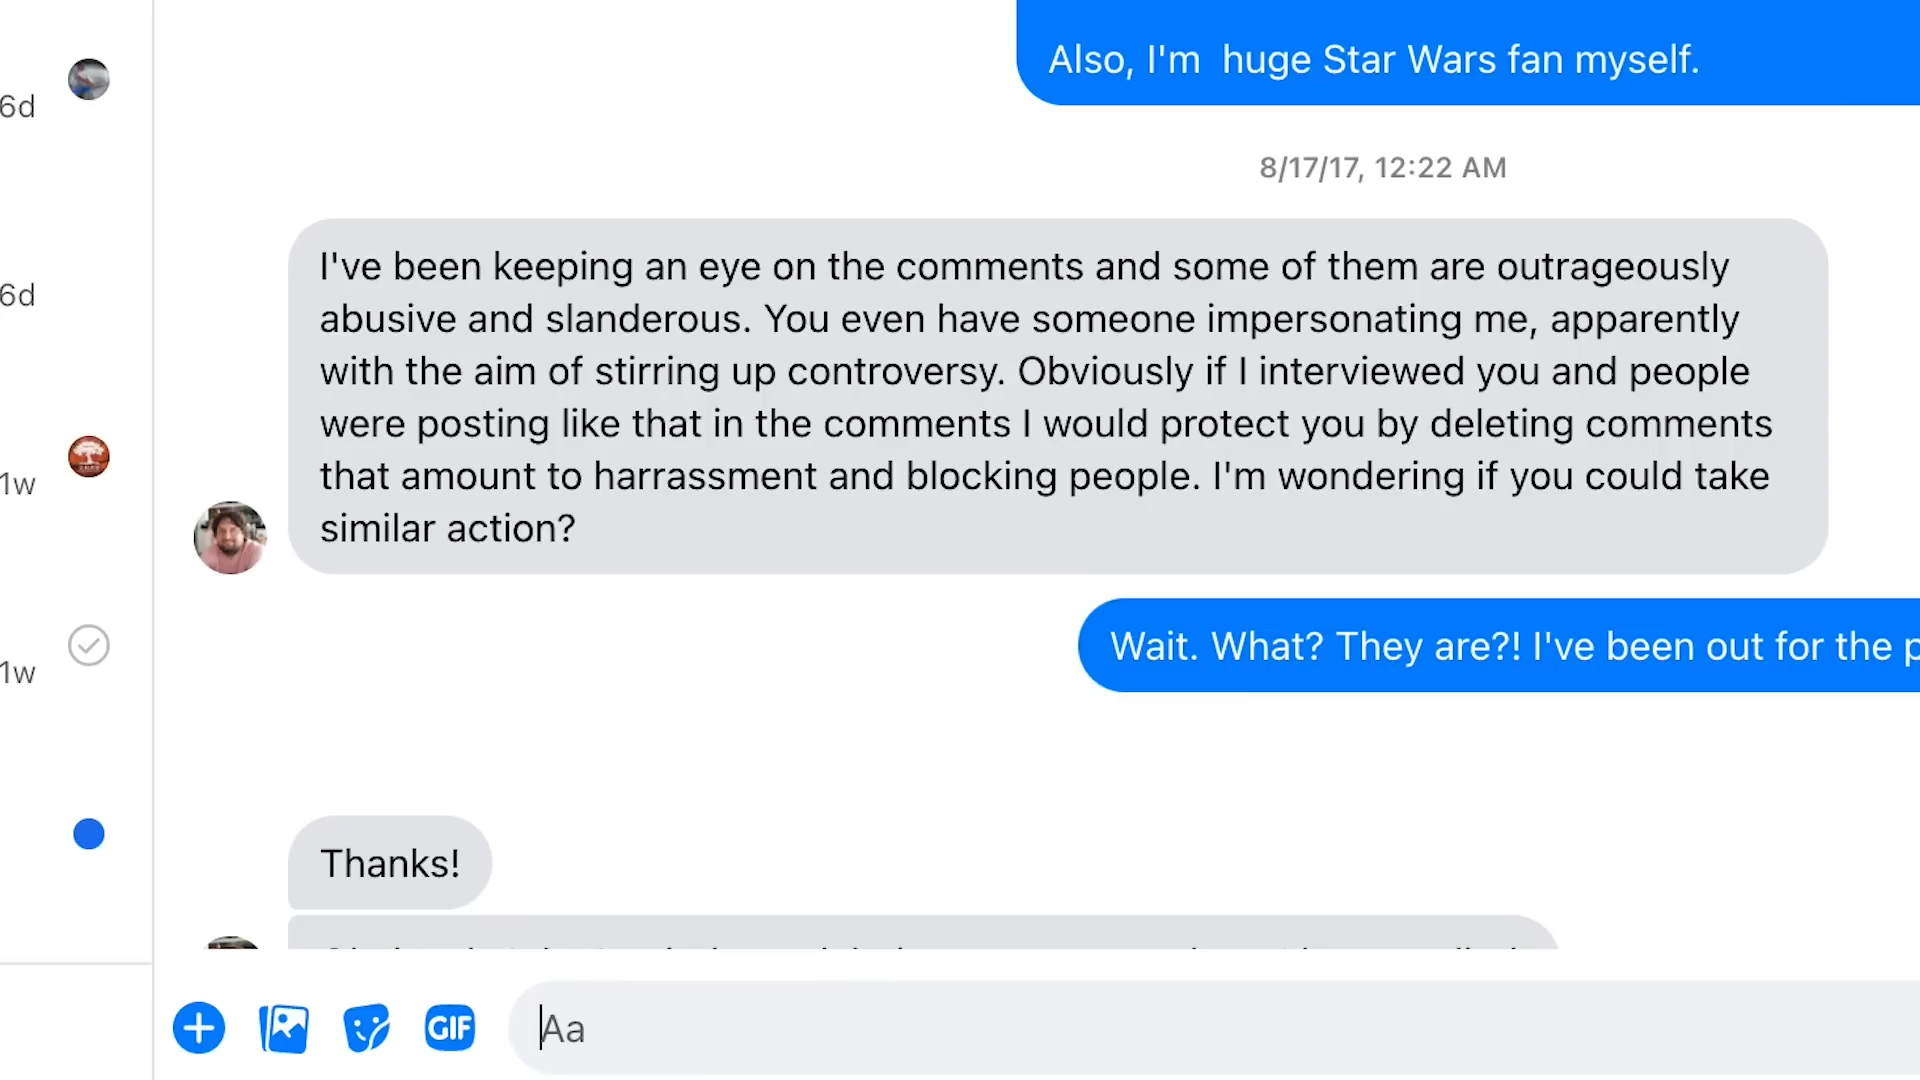 Also, I'm  huge Star Wars fan myself.
6d
8/17/17, 12:22 AM
I've been keeping an eye on the comments and some of them are outrageously
6d
abusive and slanderous. You even have someone impersonating me, apparently
with the aim of stirring up controversy. Obviously if I interviewed you and people
were posting like that in the comments I would protect you by deleting comments
that amount to harrassment and blocking people. I'm wondering if you could take
1w
similar action?
Wait. What? They are?! I've been out for the p
1w
Thanks!
GIF
Aa